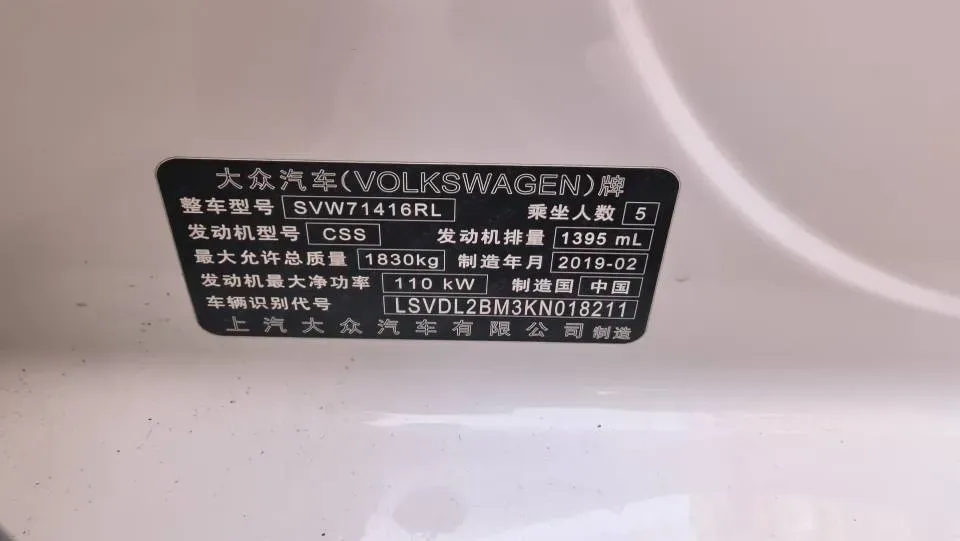 大众汽车(VOLKSWAGEN)牌
整车型号 SVW71416RL 乘坐人数 5
发动机型号 CSS 发动机排量 1395 mL
最大允许总质量 1830kg 制造年月 2019-02
发动机最大净功率 110 kW 制造国 中国
车辆识别代号 LSVDL2BM3KN018211
上汽大众汽车有限公司制造